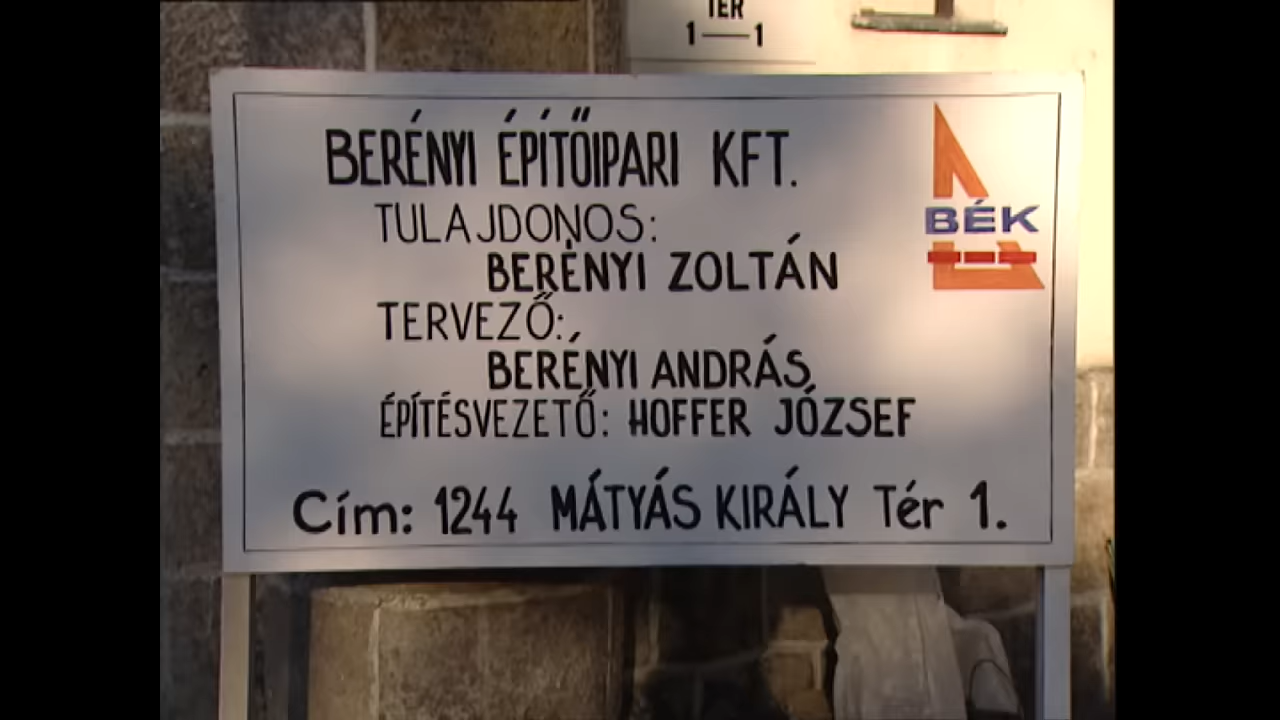 TÉR
1—1
BERÉNYI ÉPÍTŐIPARI KFT.
BÉK
TULAJDONOS:
BERÉNYI ZOLTÁN
TERVEZŐ:
BERÉNYI ANDRÁS
ÉPÍTÉSVEZETŐ: HOFFER JÓZSEF
Cím: 1244 MÁTYÁS KIRÁLY Tér 1.